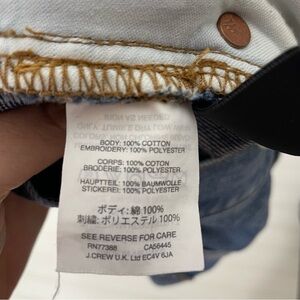 BODY: 100% COTTON
EMBROIDERY: 100% POLYESTER
CORPS: 100% COTON
BRODERIE: 100% POLYESTER
HAUPTTEIL: 100% BAUMWOLLE
STICKEREI: 100% POLYESTER
ボディ: 綿 100%
刺繍: ポリエステル 100%
SEE REVERSE FOR CARE
RN77388 CA56445
J.CREW U.K. Ltd EC4V 6JA